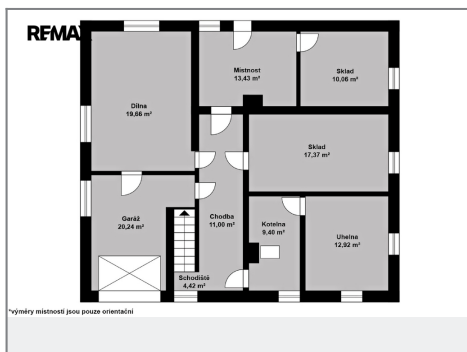 RE/MAX
Místnost
13,43 m²
Sklad
10,06 m²
Dílna
19,66 m²
Sklad
17,37 m²
Garáž
20,24 m²
Chodba
11,00 m²
Kotelna
9,40 m²
Uhelna
12,92 m²
Schodiště
4,42 m²
*výměry místností jsou pouze orientační